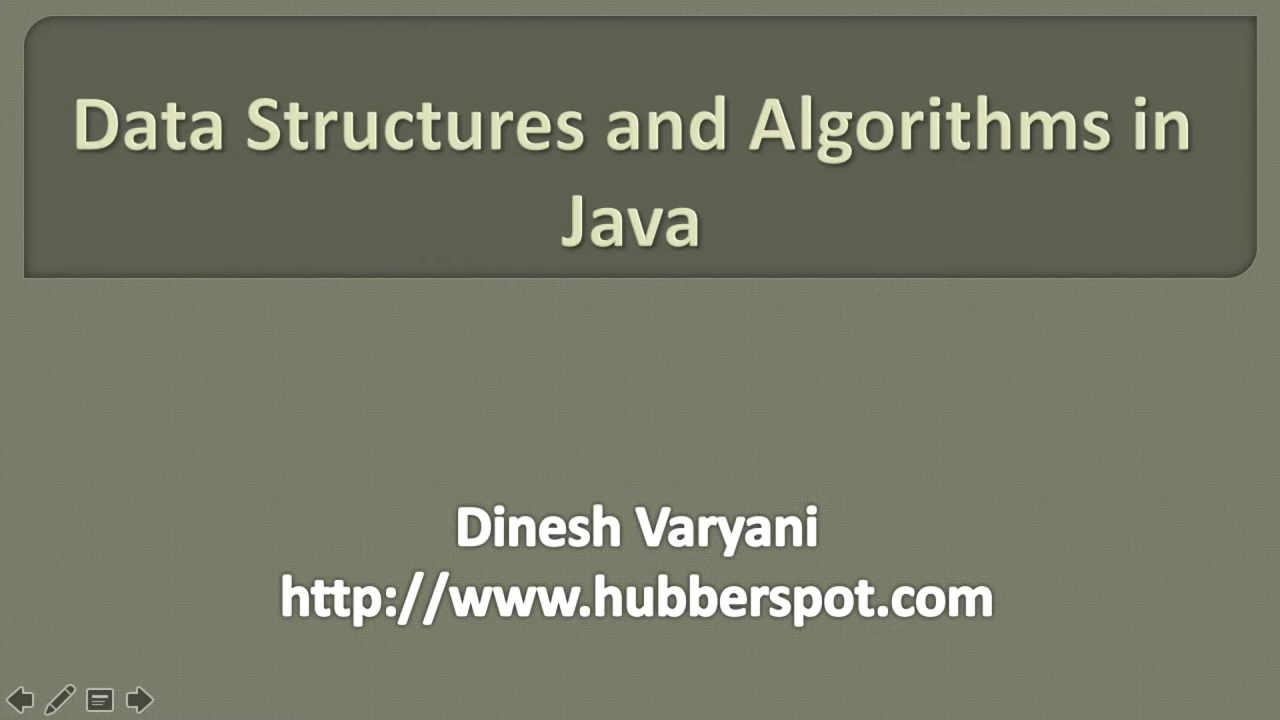 Data Structures and Algorithms in
Java
Dinesh Varyani
http://www.hubberspot.com